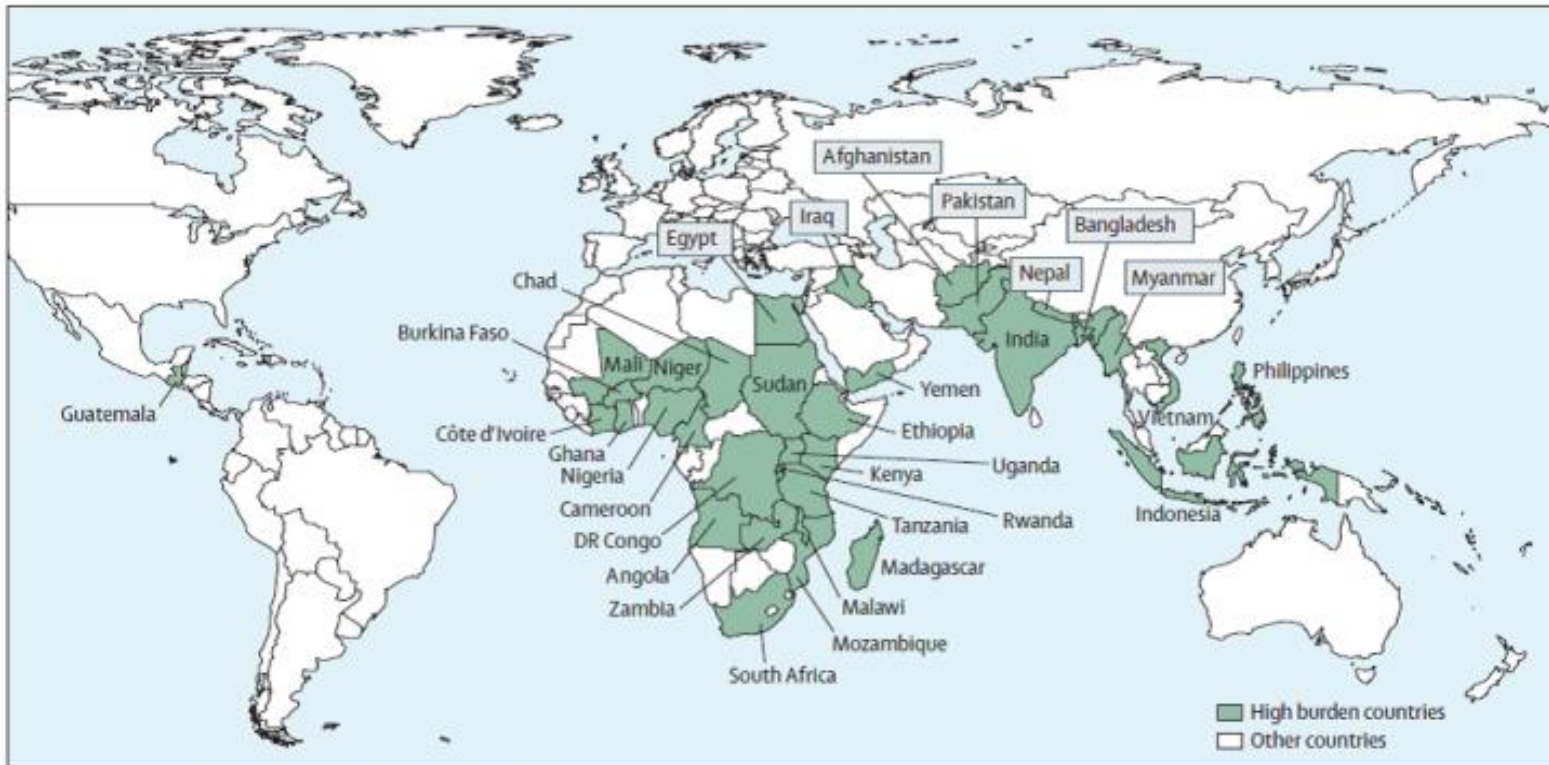 Afghanistan
Pakistan
Iraq
Bangladesh
Egypt
Nepal
Myanmar
Chad
Burkina Faso
Mali
Niger
India
Sudan
Philippines
Yemen
Guatemala
Vietnam
Côte d'Ivoire
Ethiopia
Ghana
Uganda
Nigeria
Kenya
Cameroon
Indonesia
Rwanda
Tanzania
DR Congo
Madagascar
Angola
Zambia
Malawi
Mozambique
South Africa
High burden countries
Other countries